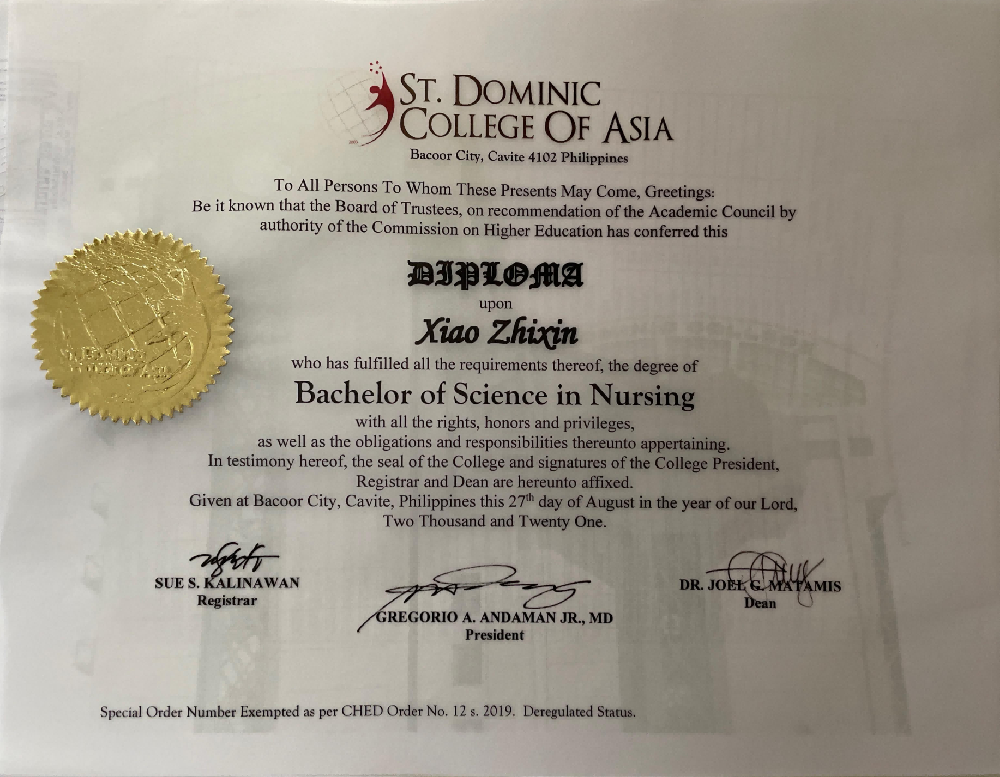 ST. DOMINIC
COLLEGE OF ASIA
Bacoor City, Cavite 4102 Philippines
To All Persons To Whom These Presents May Come, Greetings:
Be it known that the Board of Trustees, on recommendation of the Academic Council by
authority of the Commission on Higher Education has conferred this
DIPLOMA
upon
Xiao Zhixin
who has fulfilled all the requirements thereof, the degree of
Bachelor of Science in Nursing
with all the rights, honors and privileges,
as well as the obligations and responsibilities thereunto appertaining.
In testimony hereof, the seal of the College and signatures of the College President,
Registrar and Dean are hereunto affixed.
Given at Bacoor City, Cavite, Philippines this 27th day of August in the year of our Lord,
Two Thousand and Twenty One.
SUE S. KALINAWAN
Registrar
GREGORIO A. ANDAMAN JR., MD
President
DR. JOEL G. MATAMIS
Dean
Special Order Number Exempted as per CHED Order No. 12 s. 2019. Deregulated Status.